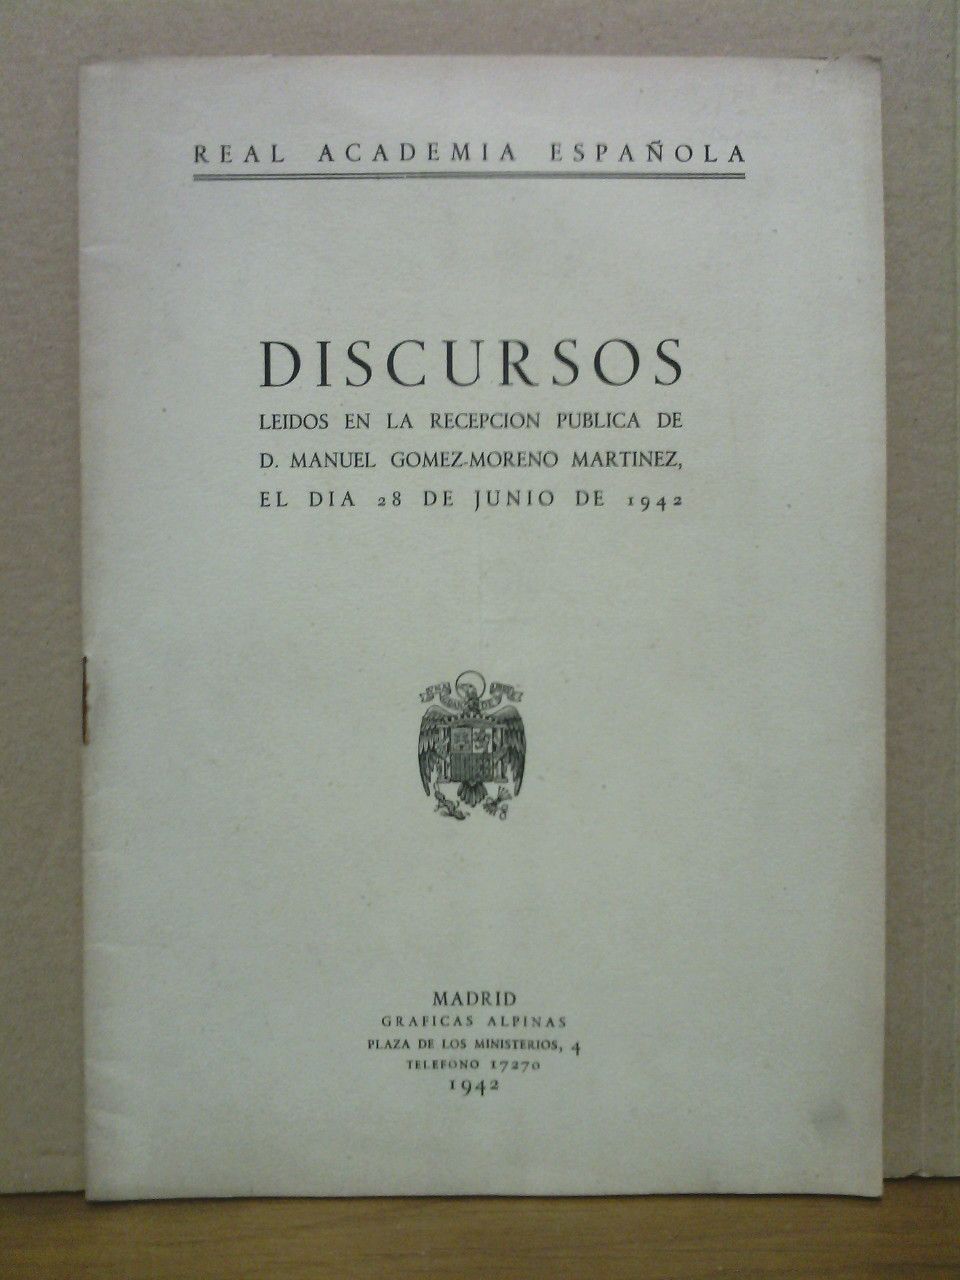 REAL ACADEMIA ESPAÑOLA
DISCURSOS
LEIDOS EN LA RECEPCION PUBLICA DE
D. MANUEL GOMEZ-MORENO MARTINEZ,
EL DIA 28 DE JUNIO DE 1942
MADRID
GRAFICAS ALPINAS
PLAZA DE LOS MINISTERIOS, 4
TELEFONO 17270
1942